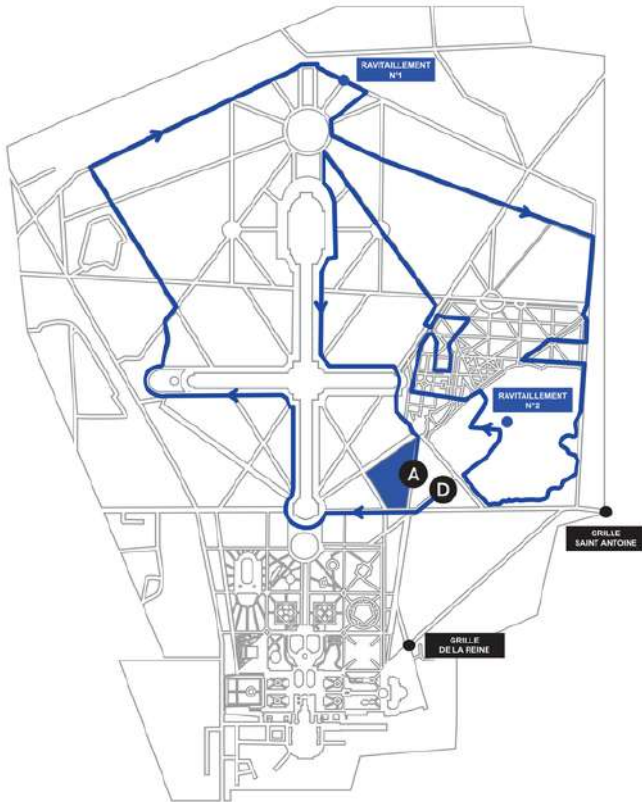 RAVITAILLEMENT
N°1
RAVITAILLEMENT
N°2
A
D
GRILLE
SAINT ANTOINE
GRILLE
DE LA REINE